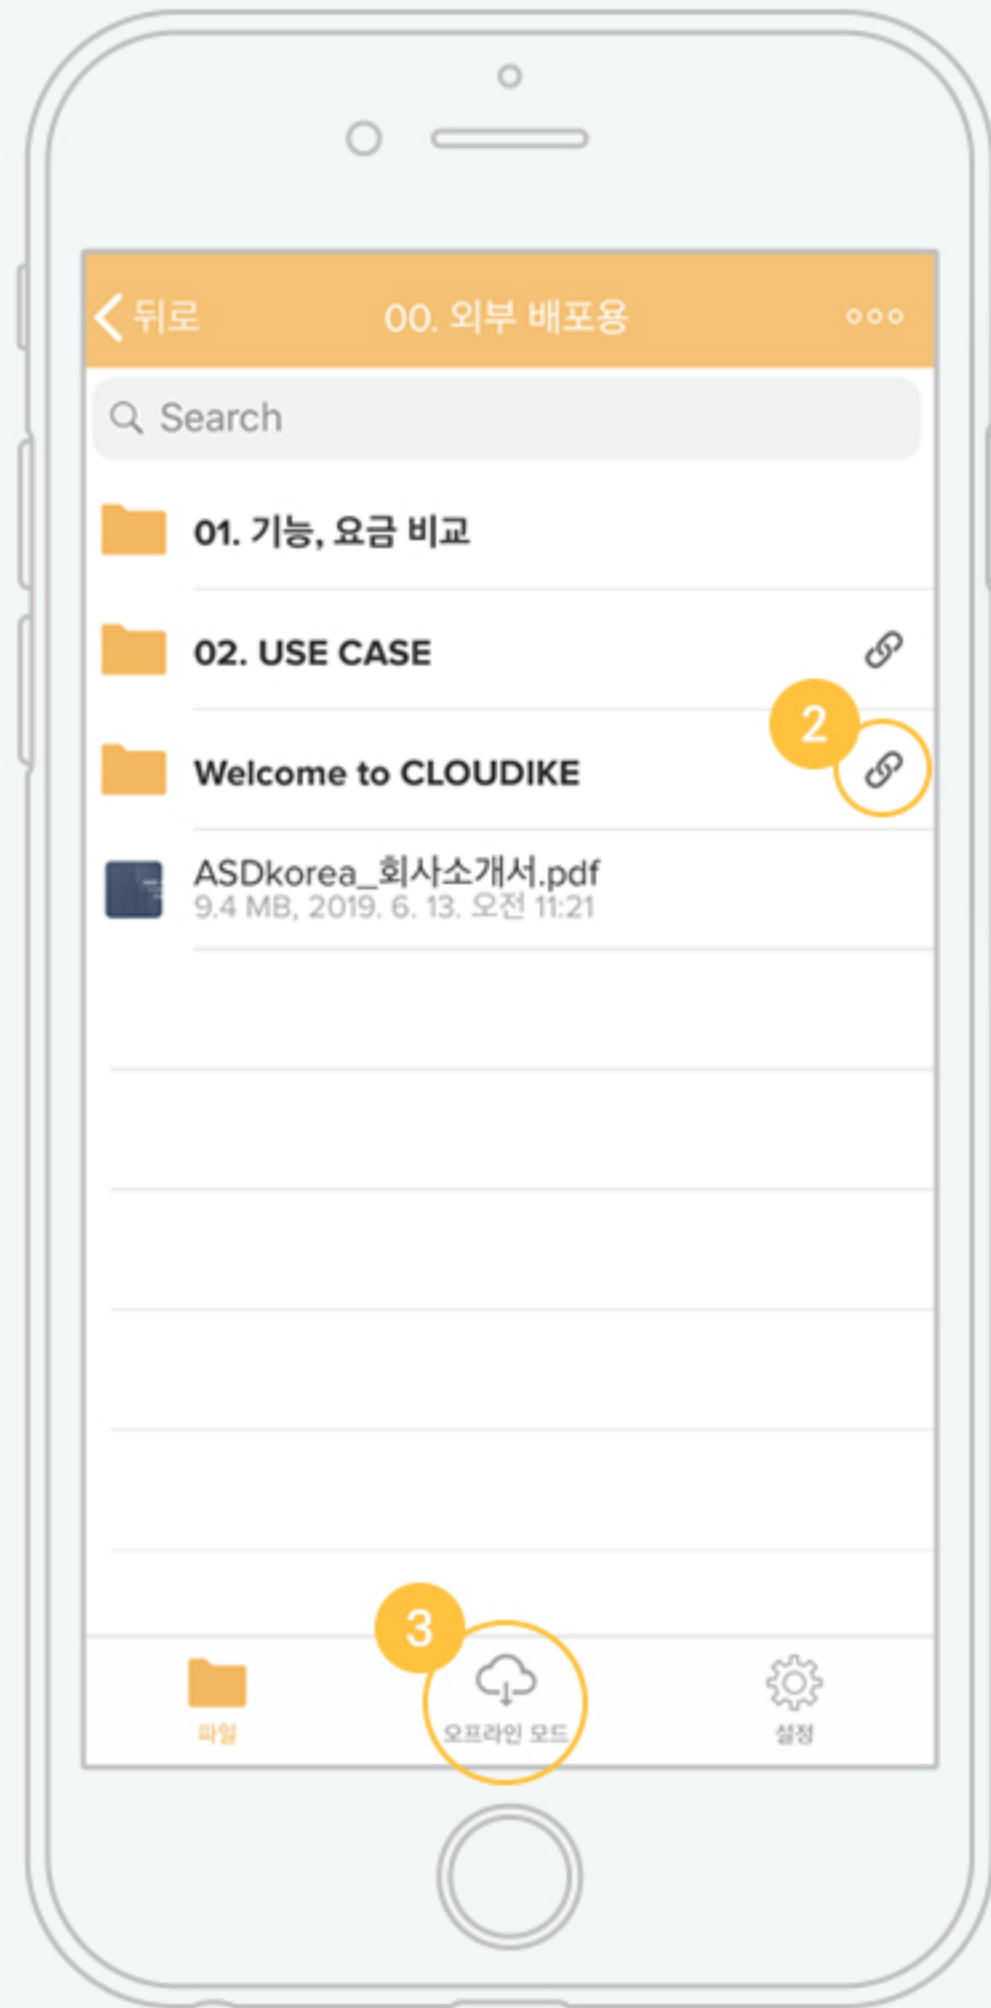 뒤로 00. 외부 배포용
Search
01. 기능, 요금 비교
02. USE CASE
2
Welcome to CLOUDIKE
ASDkorea_회사소개서.pdf
9.4 MB, 2019. 6. 13. 오전 11:21
3
파일 오프라인 모드 설정